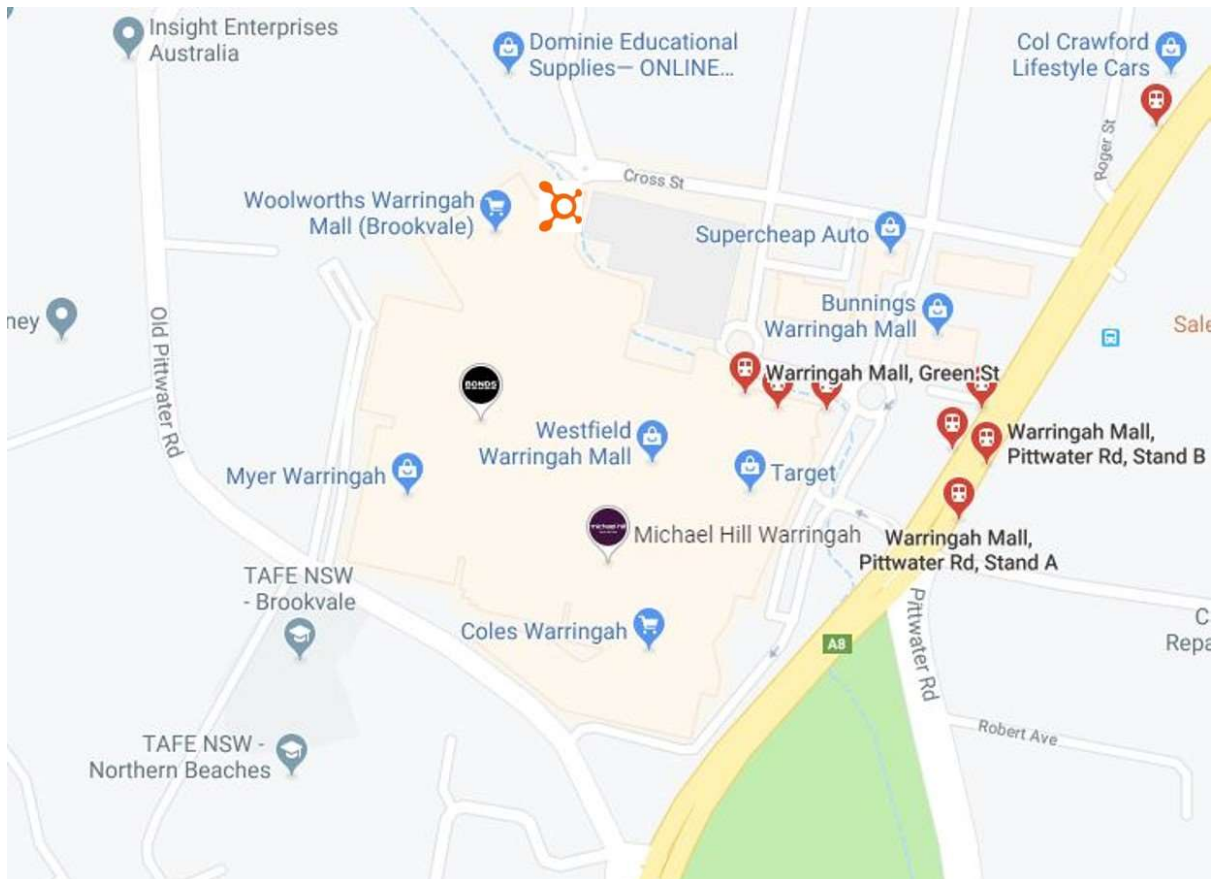 Insight Enterprises
Australia
Dominie Educational
Supplies— ONLINE...
Col Crawford
Lifestyle Cars
Roger St
Cross St
Woolworths Warringah
Mall (Brookvale)
Supercheap Auto
Bunnings
Warringah Mall
ney
Sale
Old Pittwater Rd
BONDS
Warringah Mall, Green St
Westfield
Warringah Mall
Warringah Mall,
Pittwater Rd, Stand B
Myer Warringah
Target
michael hill
Michael Hill Warringah
Warringah Mall,
Pittwater Rd, Stand A
TAFE NSW
- Brookvale
Coles Warringah
A8
Pittwater Rd
C
Repa
Robert Ave
TAFE NSW -
Northern Beaches